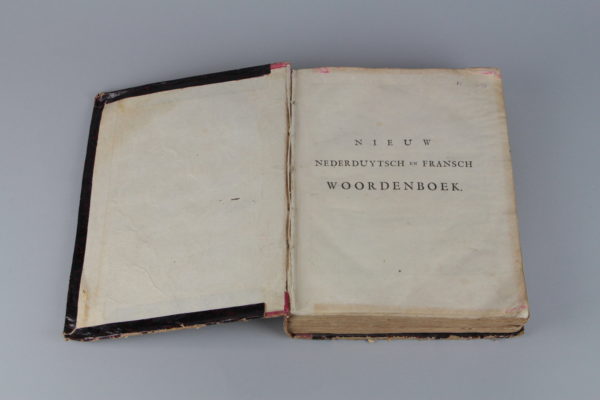 NIEUW
NEDERDUYTSCH EN FRANSCH
WOORDENBOEK.